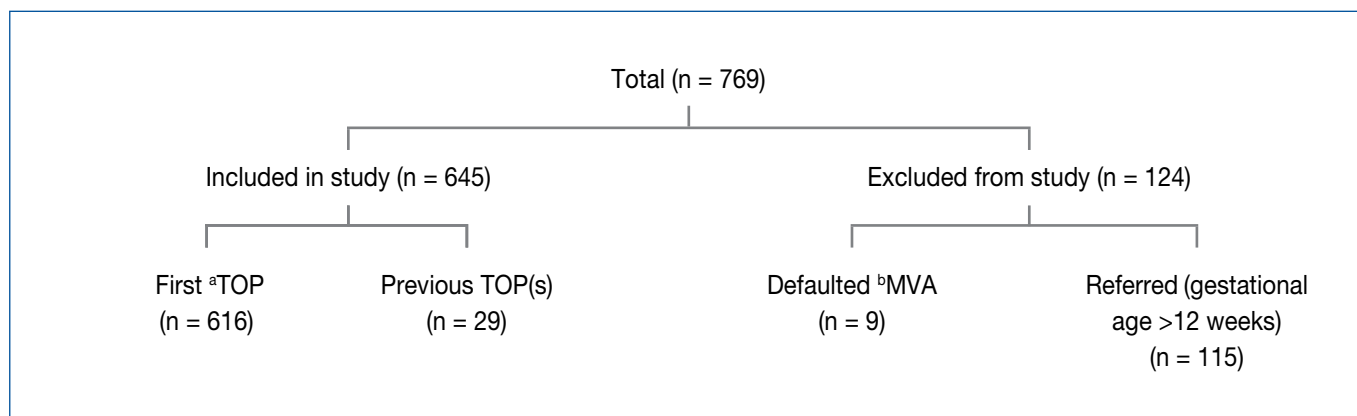 Total (n = 769)
Included in study (n = 645)
Excluded from study (n = 124)
First ᵃTOP
(n = 616)
Previous TOP(s)
(n = 29)
Defaulted ᵇMVA
(n = 9)
Referred (gestational
age >12 weeks)
(n = 115)